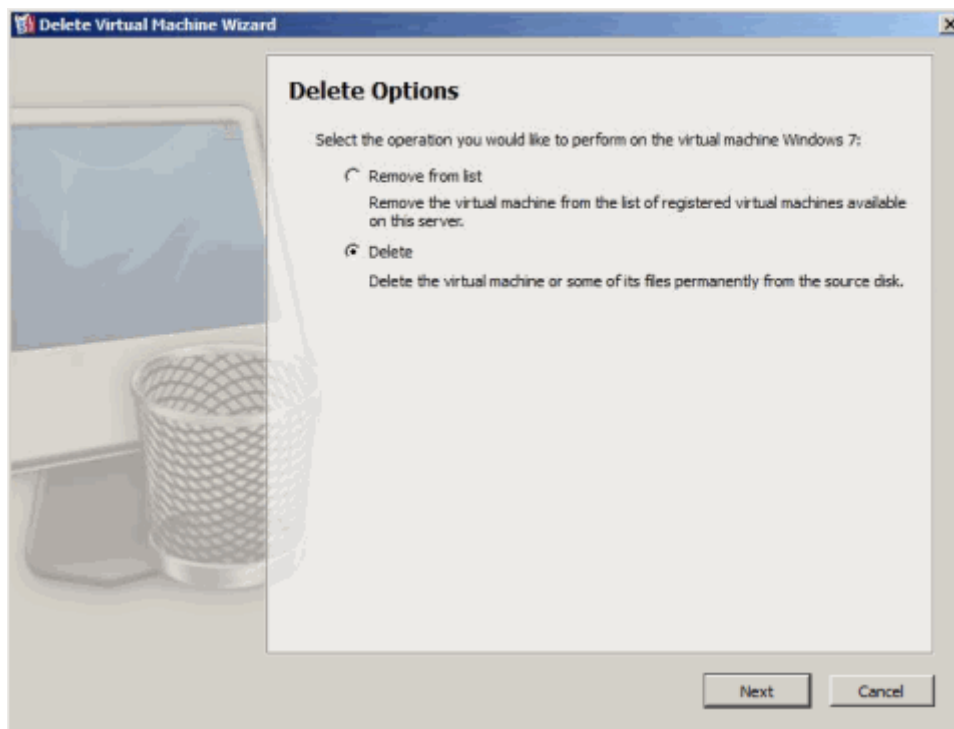 Delete Virtual Machine Wizard
Delete Options
Select the operation you would like to perform on the virtual machine Windows 7:
Remove from list
Remove the virtual machine from the list of registered virtual machines available
on this server.
Delete
Delete the virtual machine or some of its files permanently from the source disk.
Next
Cancel